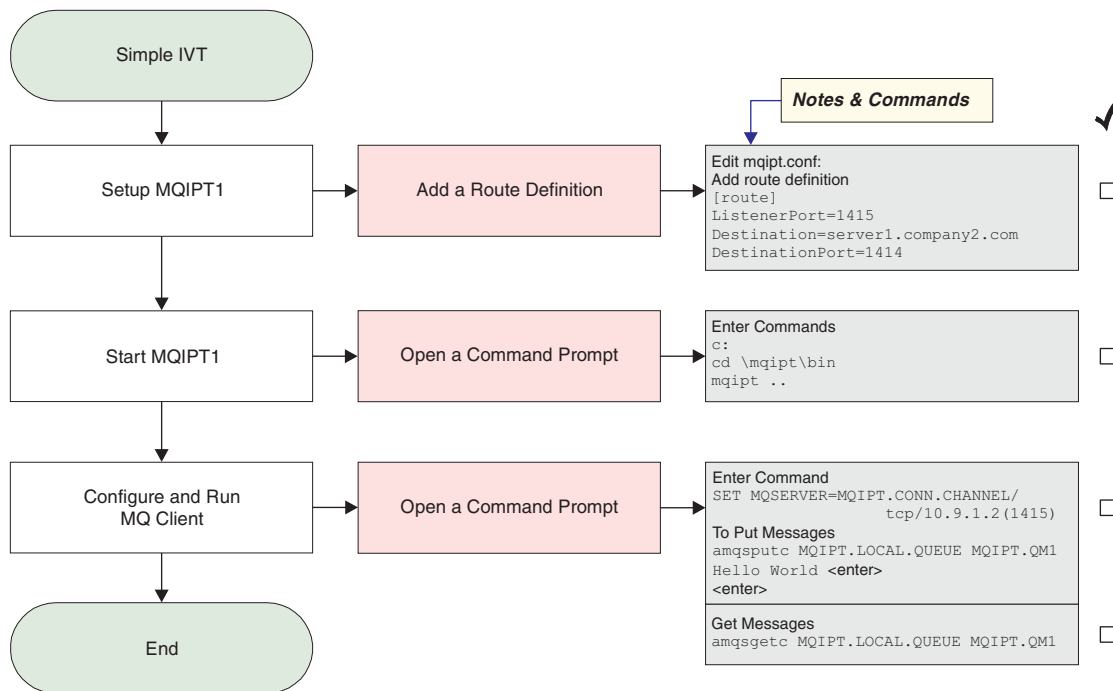 Simple IVT
Notes & Commands
Setup MQIPT1
Add a Route Definition
Edit mqipt.conf:
Add route definition
[route]
ListenerPort=1415
Destination=server1.company2.com
DestinationPort=1414
Start MQIPT1
Open a Command Prompt
Enter Commands
c:
cd \mqipt\bin
mqipt ..
Configure and Run
MQ Client
Open a Command Prompt
Enter Command
SET MQSERVER=MQIPT.CONN.CHANNEL/
tcp/10.9.1.2(1415)
To Put Messages
amqsputc MQIPT.LOCAL.QUEUE MQIPT.QM1
Hello World <enter>
<enter>
Get Messages
amqsgetc MQIPT.LOCAL.QUEUE MQIPT.QM1
End